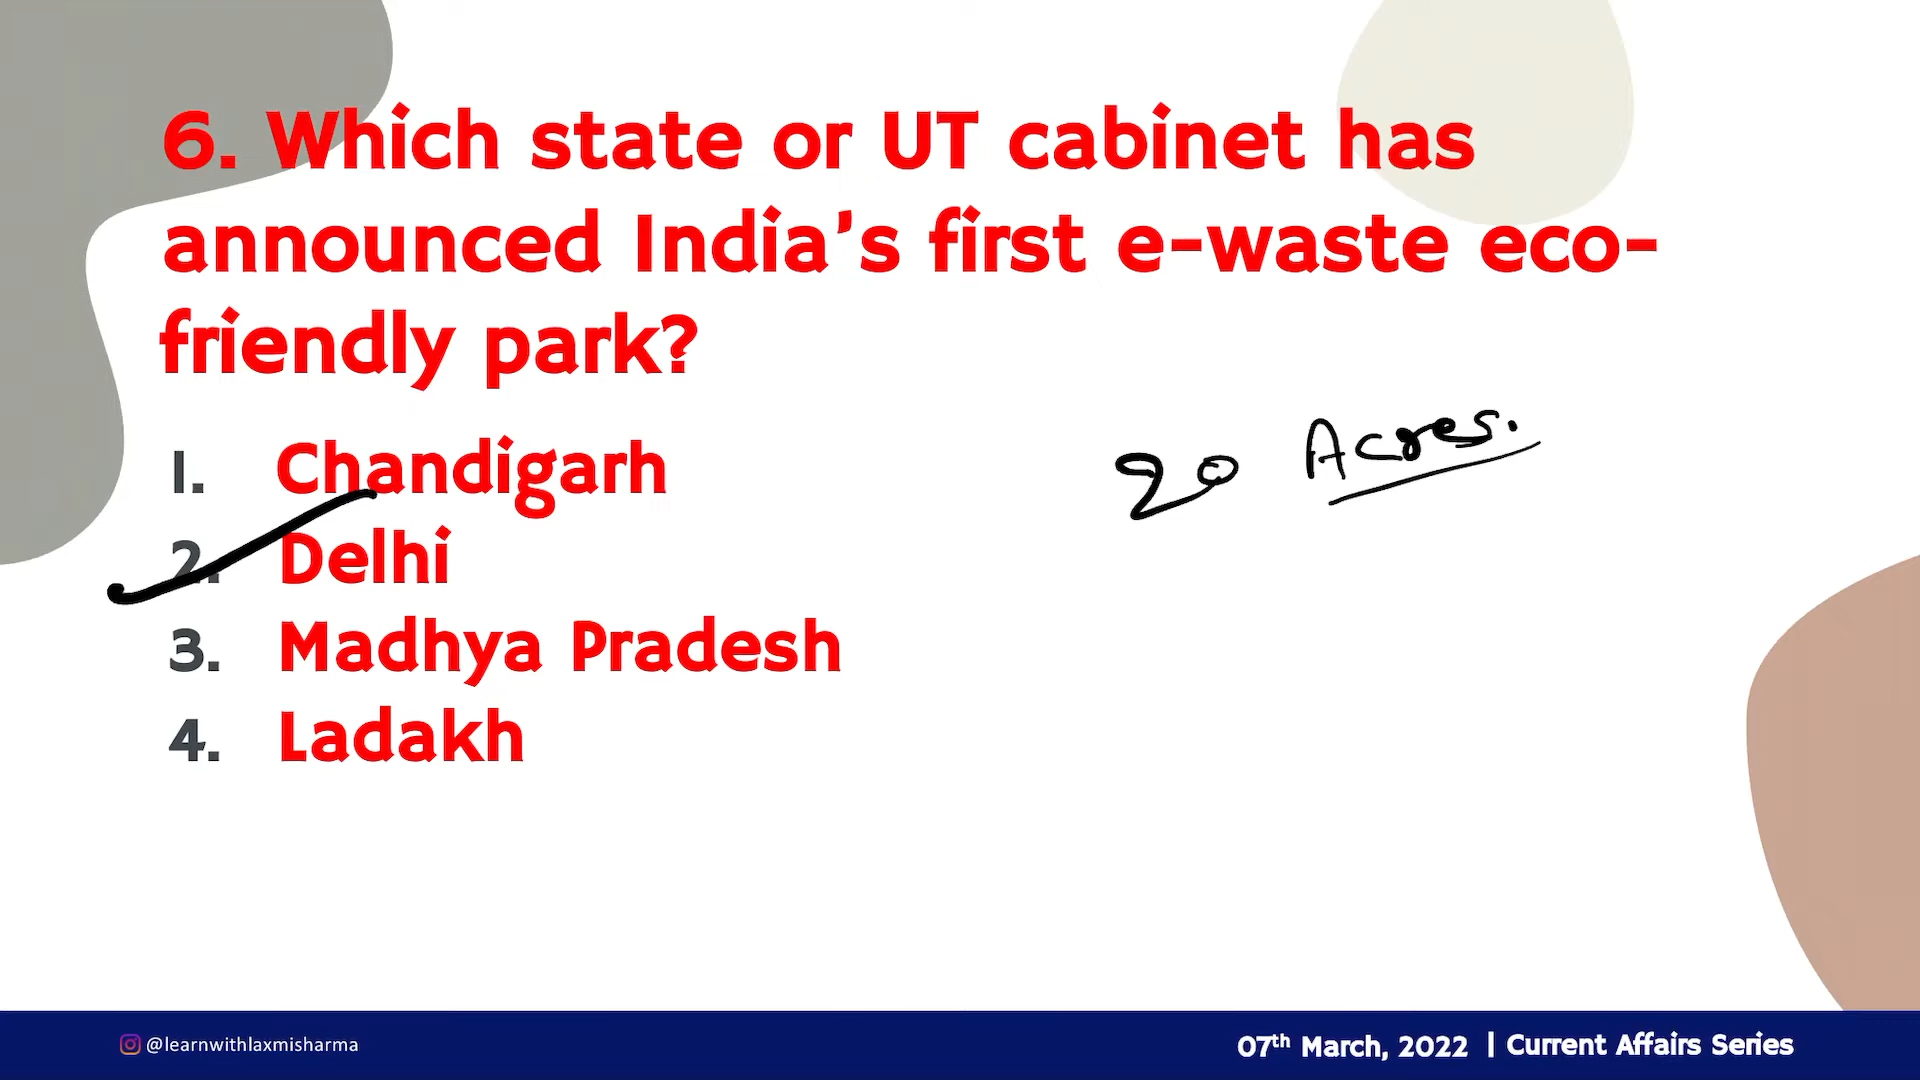 6. Which state or UT cabinet has
announced India's first e-waste eco-
friendly park?
1. Chandigarh
2. Delhi
3. Madhya Pradesh
4. Ladakh
20 Acres.
@learnwithlaxmisharma
07th March, 2022 | Current Affairs Series